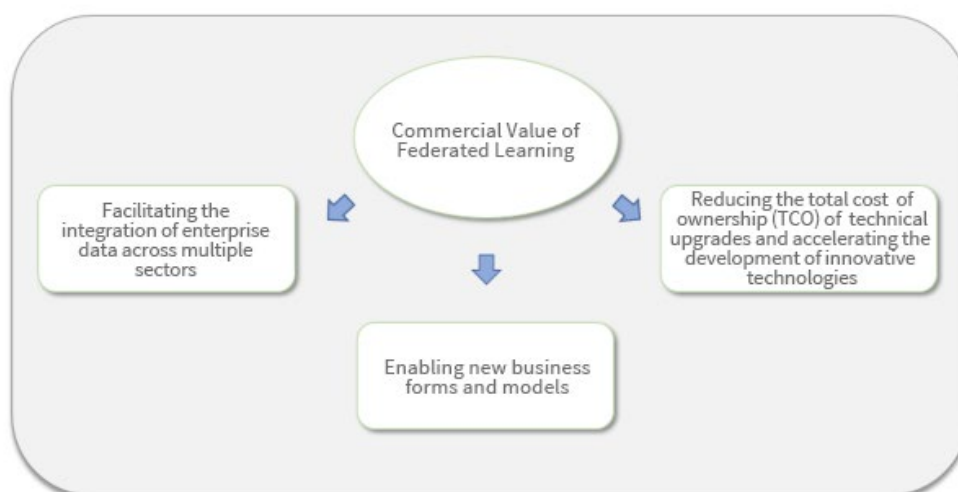 Commercial Value of
Federated Learning
Facilitating the
integration of enterprise
data across multiple
sectors
Enabling new business
forms and models
Reducing the total cost of
ownership (TCO) of technical
upgrades and accelerating the
development of innovative
technologies